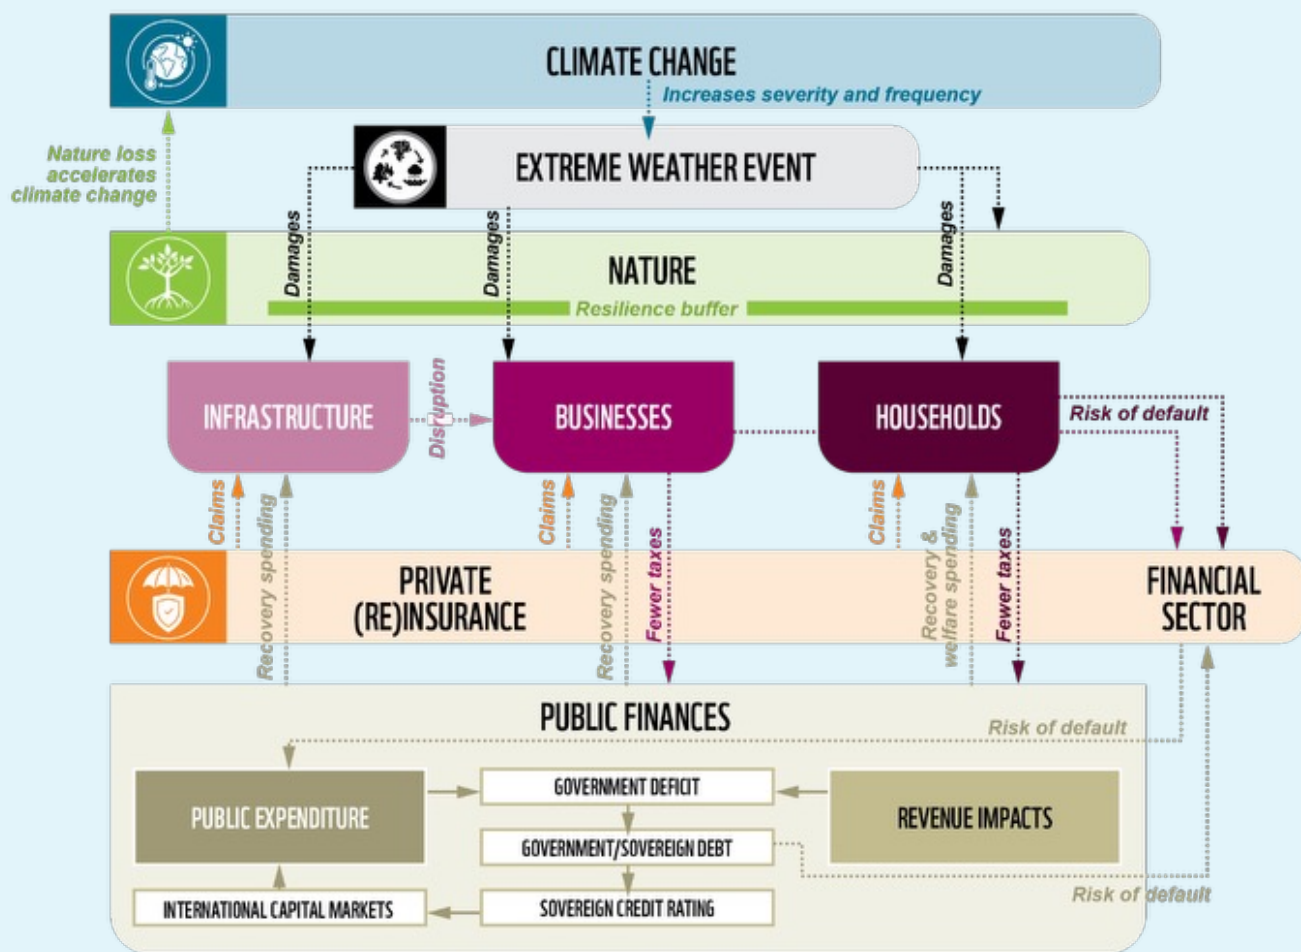 CLIMATE CHANGE
Increases severity and frequency
Nature loss
accelerates
climate change
EXTREME WEATHER EVENT
Damages
Damages
Damages
NATURE
Resilience buffer
INFRASTRUCTURE
Disruption
BUSINESSES
HOUSEHOLDS
Risk of default
Claims
Recovery spending
Claims
Recovery spending
Fewer taxes
Claims
Recovery &
welfare spending
Fewer taxes
PRIVATE
(RE)INSURANCE
FINANCIAL
SECTOR
PUBLIC FINANCES
Risk of default
PUBLIC EXPENDITURE
GOVERNMENT DEFICIT
REVENUE IMPACTS
GOVERNMENT/SOVEREIGN DEBT
Risk of default
INTERNATIONAL CAPITAL MARKETS
SOVEREIGN CREDIT RATING